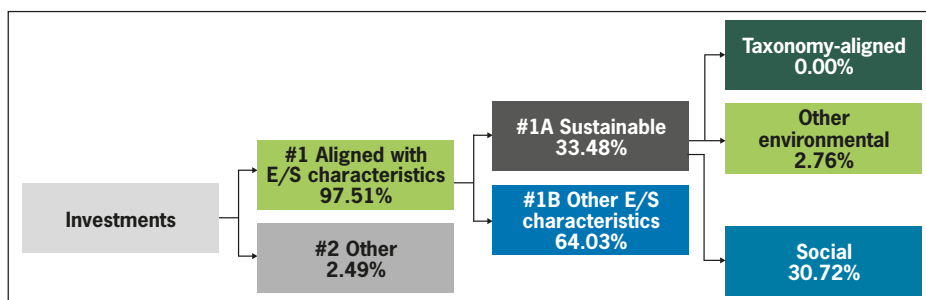 Investments
#1 Aligned with
E/S characteristics
97.51%
#2 Other
2.49%
#1A Sustainable
33.48%
#1B Other E/S
characteristics
64.03%
Taxonomy-aligned
0.00%
Other
environmental
2.76%
Social
30.72%